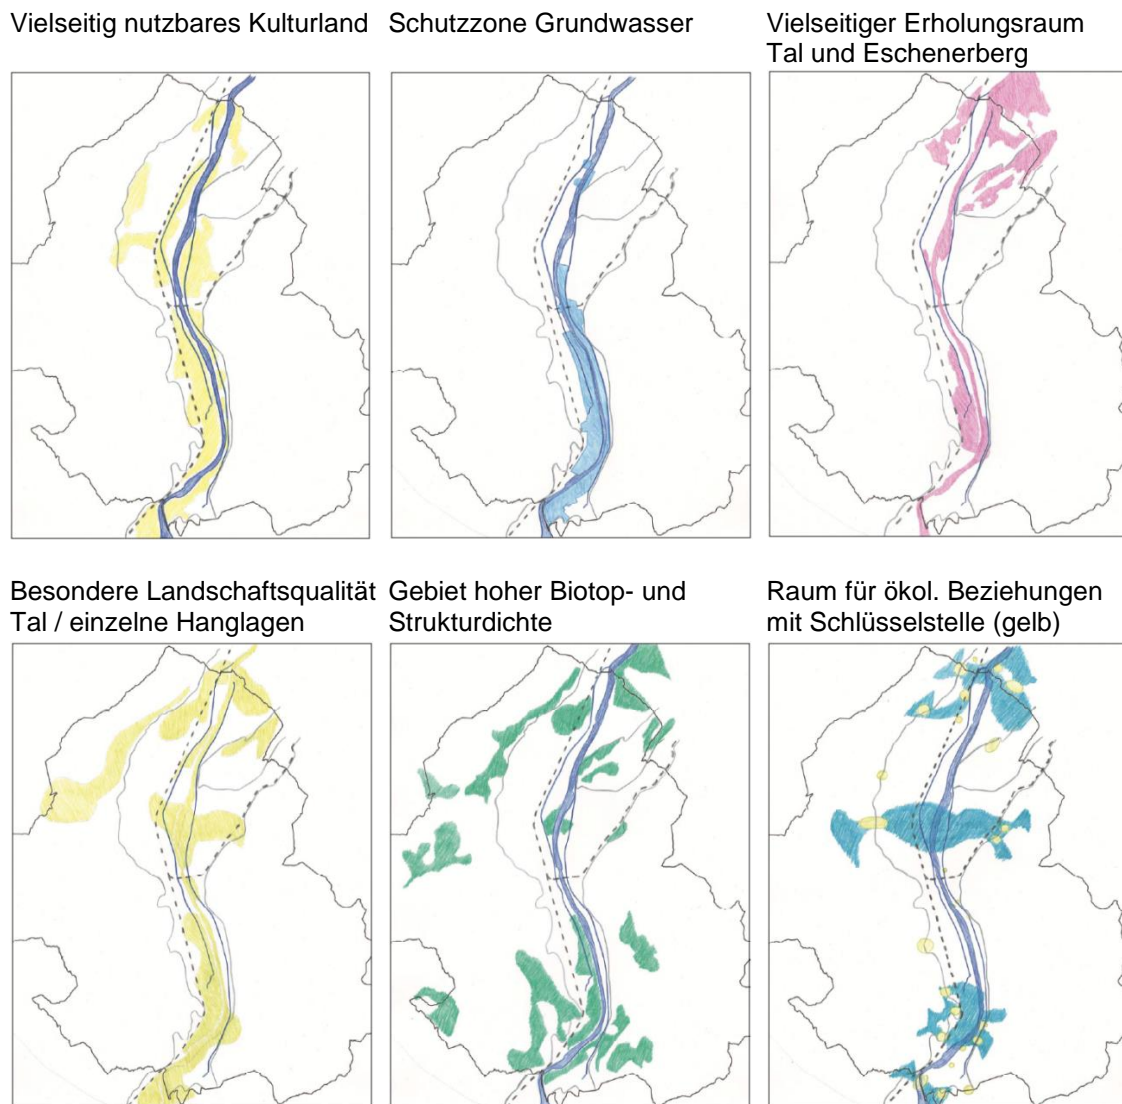 Vielseitig nutzbares Kulturland
Schutzzone Grundwasser
Vielseitiger Erholungsraum
Tal und Eschenerberg
Besondere Landschaftsqualität
Tal / einzelne Hanglagen
Gebiet hoher Biotop- und
Strukturdichte
Raum für ökol. Beziehungen
mit Schlüsselstelle (gelb)